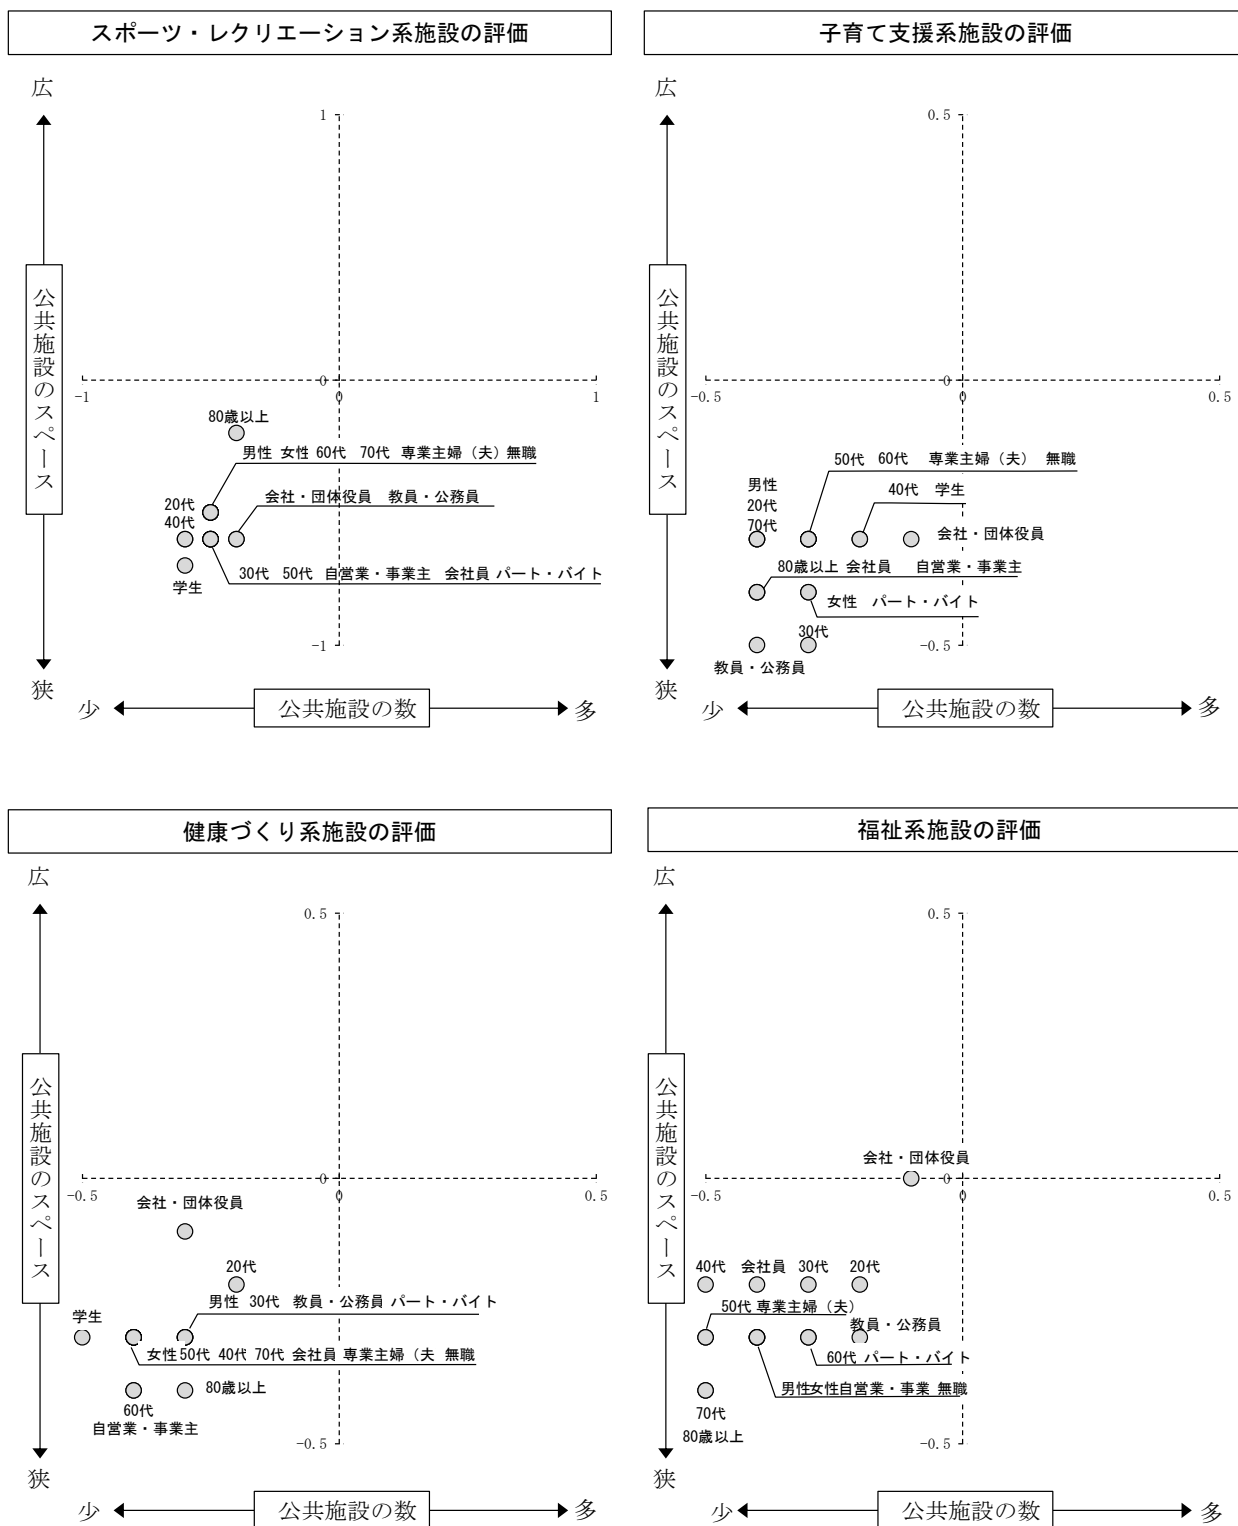 スポーツ・レクリエーション系施設の評価
広
公共施設のスペース
狭
1
0
-1
0
1
-1
80歳以上
男性 女性 60代 70代 専業主婦（夫）無職
20代
会社・団体役員 教員・公務員
40代
30代 50代 自営業・事業主 会社員 パート・バイト
学生
少
公共施設の数
多
子育て支援系施設の評価
広
公共施設のスペース
狭
0.5
0
-0.5
0
0.5
-0.5
50代 60代 専業主婦（夫） 無職
男性
20代
70代
40代 学生
会社・団体役員
80歳以上 会社員 自営業・事業主
女性 パート・バイト
30代
教員・公務員
少
公共施設の数
多
健康づくり系施設の評価
広
公共施設のスペース
狭
0.5
0
-0.5
0
0.5
-0.5
会社・団体役員
20代
男性 30代 教員・公務員 パート・バイト
学生
女性 50代 40代 70代 会社員 専業主婦（夫 無職
80歳以上
60代
自営業・事業主
少
公共施設の数
多
福祉系施設の評価
広
公共施設のスペース
狭
0.5
会社・団体役員
0
-0.5
0
0.5
-0.5
40代 会社員 30代 20代
50代 専業主婦（夫）
教員・公務員
60代 パート・バイト
男性 女性 自営業・事業 無職
70代
80歳以上
少
公共施設の数
多